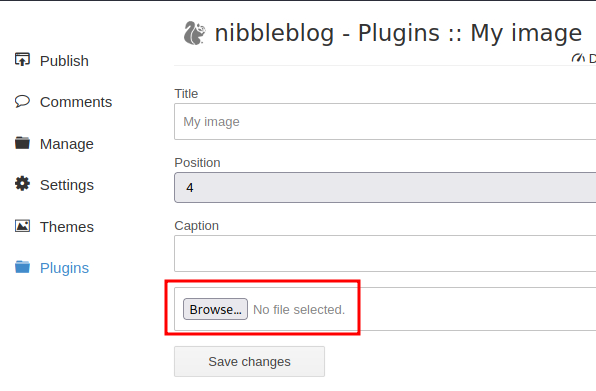 nibbleblog - Plugins :: My image
D
Publish
Comments
Manage
Settings
Themes
Plugins
Title
My image
Position
4
Caption
Browse... No file selected.
Save changes